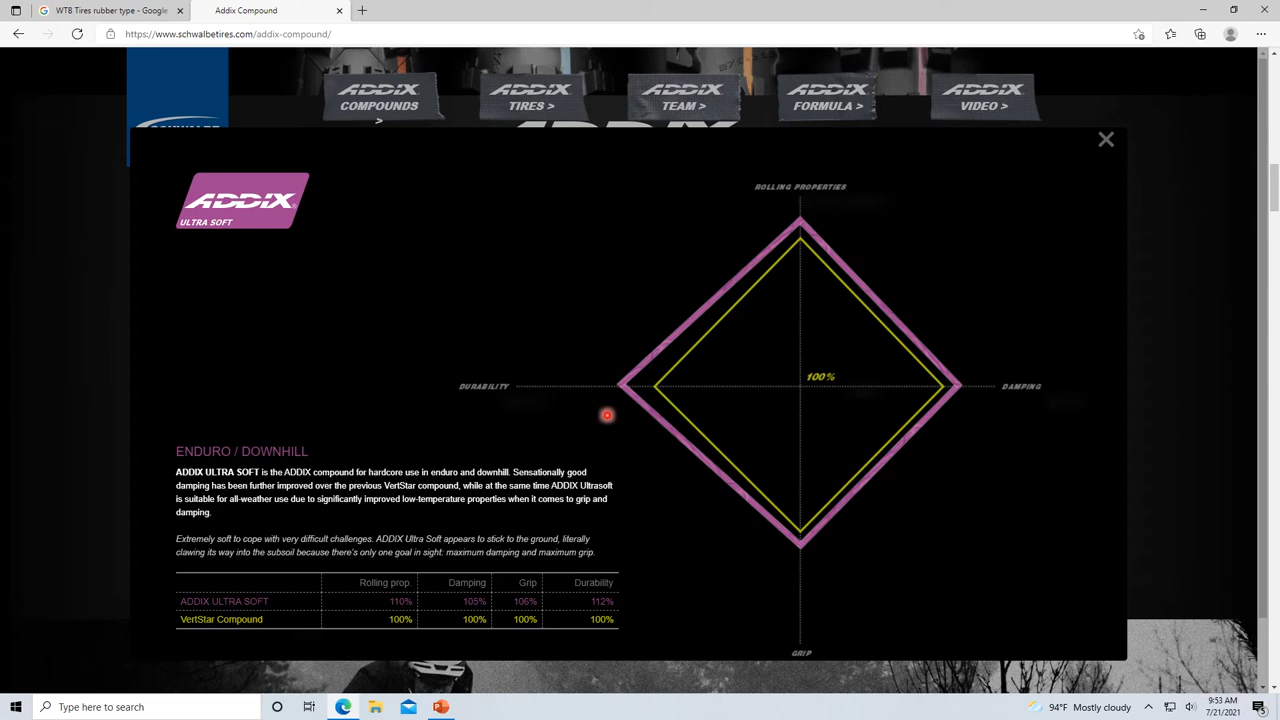 WTB Tires rubber type - Google
Addix Compound
https://www.schwalbetires.com/addix-compound/
ADDIX
COMPOUNDS
>
ADDIX
TIRES >
ADDIX
TEAM >
ADDIX
FORMULA >
ADDIX
VIDEO >
ADDIX
ULTRA SOFT
ROLLING PROPERTIES
100%
DURABILITY
DAMPING
GRIP
ENDURO / DOWNHILL
ADDIX ULTRA SOFT is the ADDIX compound for hardcore use in enduro and downhill. Sensationally good
damping has been further improved over the previous VertStar compound, while at the same time ADDIX Ultrasoft
is suitable for all-weather use due to significantly improved low-temperature properties when it comes to grip and
damping.
Extremely soft to cope with very difficult challenges. ADDIX Ultra Soft appears to stick to the ground, literally
clawing its way into the subsoil because there's only one goal in sight: maximum damping and maximum grip.
Rolling prop. Damping Grip Durability
ADDIX ULTRA SOFT 110% 105% 106% 112%
VertStar Compound 100% 100% 100% 100%
Type here to search
94°F Mostly cloudy
9:53 AM
7/21/2021
5